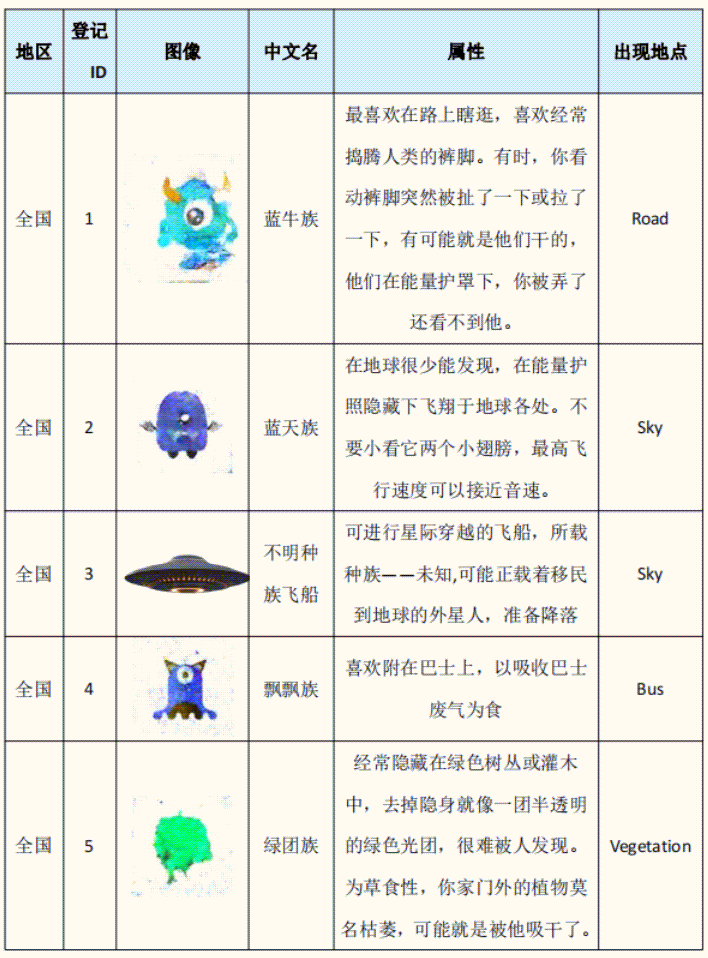 地区 登记 ID 图像 中文名 属性 出现地点
全国 1 蓝牛族 最喜欢在路上瞎逛，喜欢经常
捣腾人类的裤脚。有时，你看
动裤脚突然被扯了一下或拉了
一下，有可能就是他们干的，
他们在能量护罩下，你被弄了
还看不到他。
Road
全国 2 蓝天族 在地球很少能发现，在能量护
照隐藏下飞翔于地球各处。不
要小看它两个小翅膀，最高飞
行速度可以接近音速。
Sky
全国 3 不明种
族飞船
可进行星际穿越的飞船，所载
种族——未知,可能正载着移民
到地球的外星人，准备降落
Sky
全国 4 飘飘族 喜欢附在巴士上，以吸收巴士
废气为食
Bus
全国 5 绿团族 经常隐藏在绿色树丛或灌木
中，去掉隐身就像一团半透明
的绿色光团，很难被人发现。
为草食性，你家门外的植物莫
名枯萎，可能就是被他吸干了。
Vegetation